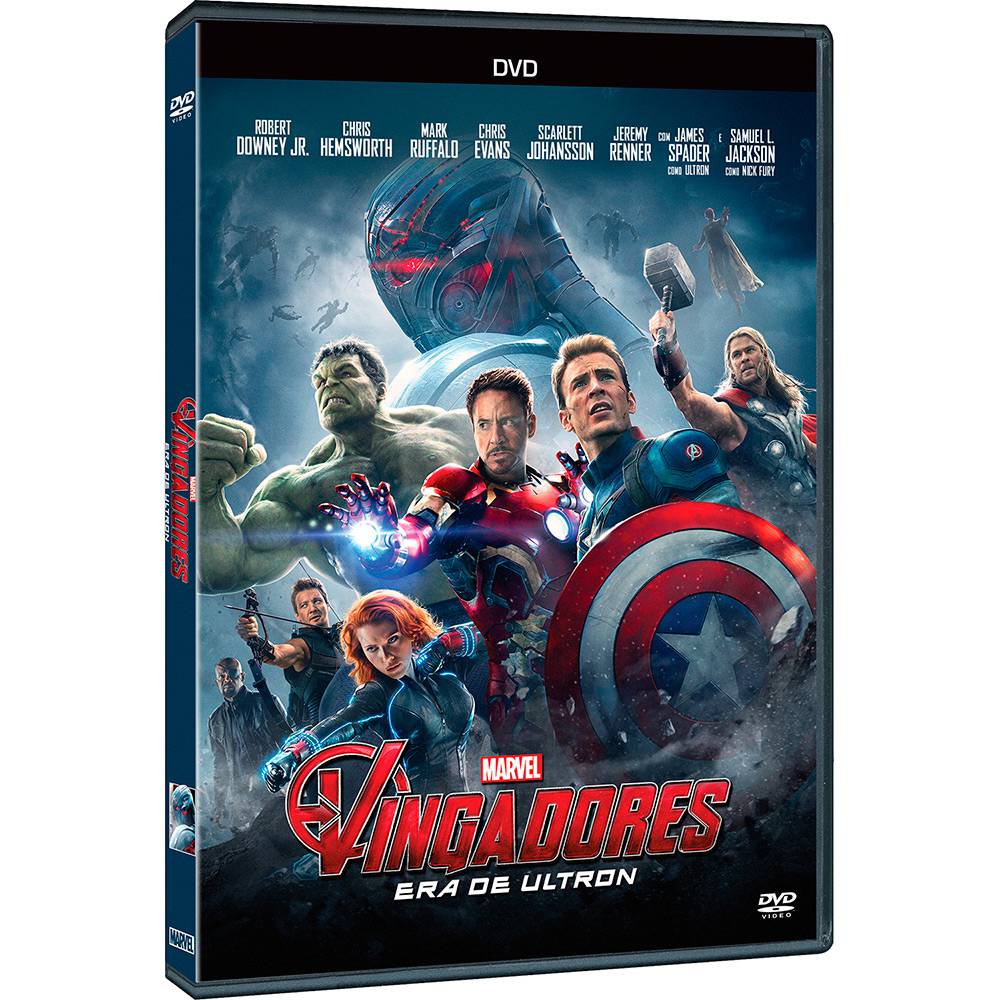 DVD
ROBERT DOWNEY JR.
CHRIS HEMSWORTH
MARK RUFFALO
CHRIS EVANS
SCARLETT JOHANSSON
JEREMY RENNER
COM JAMES SPADER
COMO ULTRON
E SAMUEL L. JACKSON
COMO NICK FURY
MARVEL
VINGADORES
ERA DE ULTRON
DVD
VIDEO
DVD
VIDEO
MARVEL
VINGADORES
ERA DE ULTRON
MARVEL